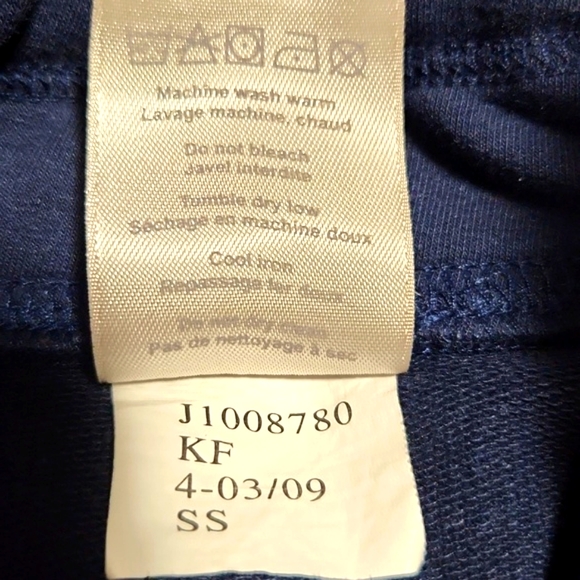 Machine wash warm
Lavage machine, chaud
Do not bleach
Javel interdite
Tumble dry low
Séchage en machine doux
Cool iron
Repassage fer doux
Do not dry clean
Pas de nettoyage à sec
J1008780
KF
4-03/09
SS